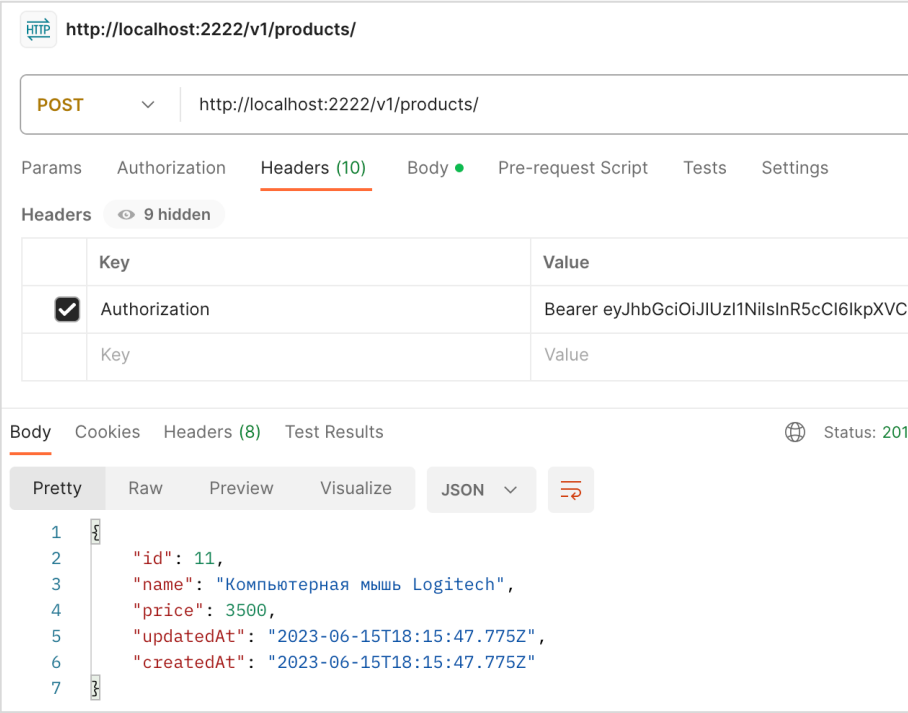 HTTP http://localhost:2222/v1/products/
POST http://localhost:2222/v1/products/
Params Authorization Headers (10) Body Pre-request Script Tests Settings
Headers 9 hidden
Key Value
Authorization Bearer eyJhbGciOiJIUzI1NiIsInR5cCI6IkpXVC
Key Value
Body Cookies Headers (8) Test Results Status: 201
Pretty Raw Preview Visualize JSON
1 {
2 "id": 11,
3 "name": "Компьютерная мышь Logitech",
4 "price": 3500,
5 "updatedAt": "2023-06-15T18:15:47.775Z",
6 "createdAt": "2023-06-15T18:15:47.775Z"
7 }